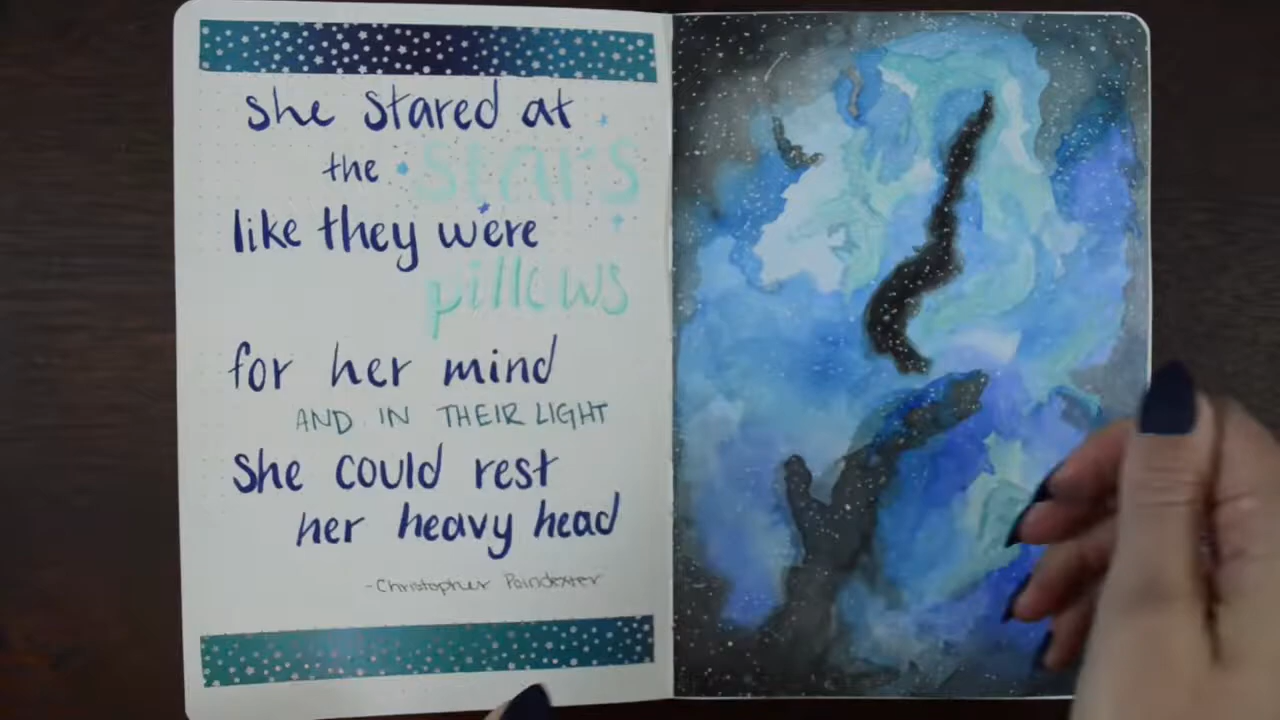 she stared at
the stars
like they were
pillows
for her mind
AND IN THEIR LIGHT
she could rest
her heavy head
-Christopher Poindexter